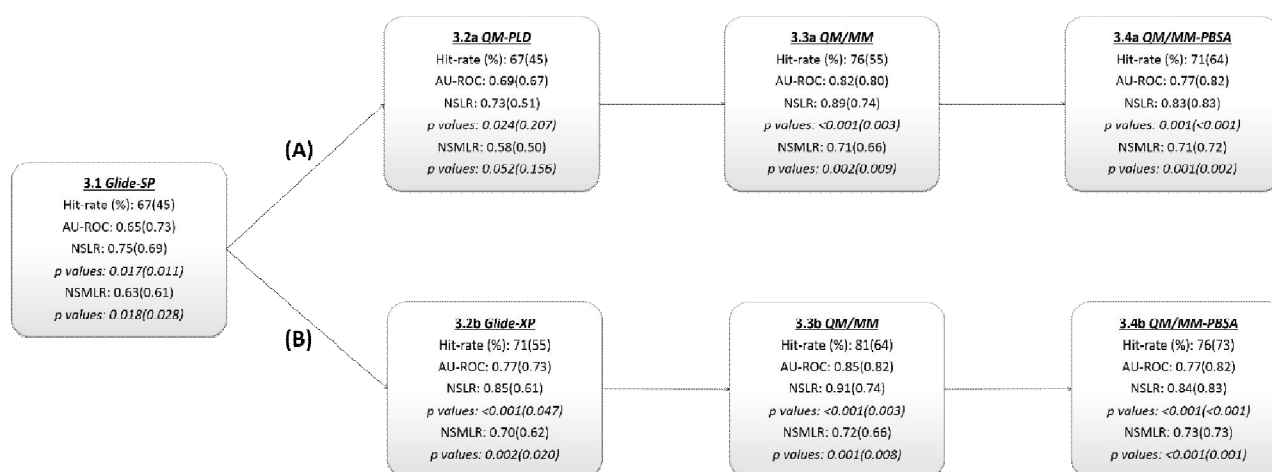 3.1 Glide-SP
Hit-rate (%): 67(45)
AU-ROC: 0.65(0.73)
NSLR: 0.75(0.69)
p values: 0.017(0.011)
NSMLR: 0.63(0.61)
p values: 0.018(0.028)
(A)
3.2a QM-PLD
Hit-rate (%): 67(45)
AU-ROC: 0.69(0.67)
NSLR: 0.73(0.51)
p values: 0.024(0.207)
NSMLR: 0.58(0.50)
p values: 0.052(0.156)
3.3a QM/MM
Hit-rate (%): 76(55)
AU-ROC: 0.82(0.80)
NSLR: 0.89(0.74)
p values: <0.001(0.003)
NSMLR: 0.71(0.66)
p values: 0.002(0.009)
3.4a QM/MM-PBSA
Hit-rate (%): 71(64)
AU-ROC: 0.77(0.82)
NSLR: 0.83(0.83)
p values: 0.001(<0.001)
NSMLR: 0.71(0.72)
p values: 0.001(0.002)
(B)
3.2b Glide-XP
Hit-rate (%): 71(55)
AU-ROC: 0.77(0.73)
NSLR: 0.85(0.61)
p values: <0.001(0.047)
NSMLR: 0.70(0.62)
p values: 0.002(0.020)
3.3b QM/MM
Hit-rate (%): 81(64)
AU-ROC: 0.85(0.82)
NSLR: 0.91(0.74)
p values: <0.001(0.003)
NSMLR: 0.72(0.66)
p values: 0.001(0.008)
3.4b QM/MM-PBSA
Hit-rate (%): 76(73)
AU-ROC: 0.77(0.82)
NSLR: 0.84(0.83)
p values: <0.001(<0.001)
NSMLR: 0.73(0.73)
p values: <0.001(0.001)